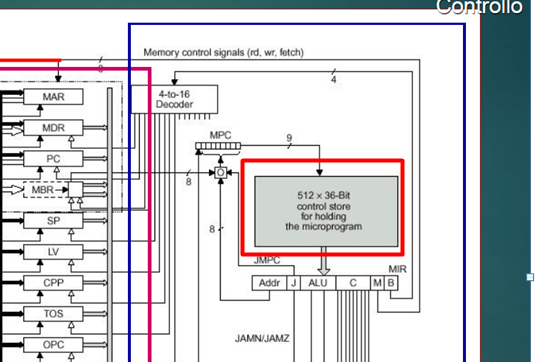 Controllo
Memory control signals (rd, wr, fetch)
3
4
MAR
4-to-16
Decoder
MDR
MPC
9
PC
O
MBR
8
512 × 36-Bit
control store
for holding
the microprogram
SP
8
LV
JMPC
MIR
CPP
Addr J ALU C M B
TOS
JAMN/JAMZ
OPC